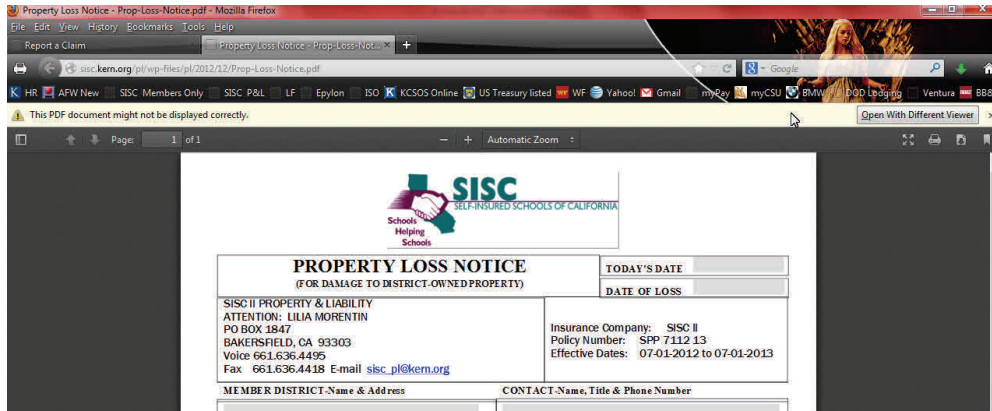 Property Loss Notice - Prop-Loss-Notice.pdf - Mozilla Firefox
File Edit View History Bookmarks Tools Help
Report a Claim Property Loss Notice - Prop-Loss-Not... × +
sisc.kern.org/pl/wp-files/pl/2012/12/Prop-Loss-Notice.pdf Google
K HR AFW New SISC Members Only SISC P&L LF Epylon ISO K KCSOS Online US Treasury listed WF WF Yahoo! Gmail myPay myCSU BMW DOD Lodging Ventura BB&
This PDF document might not be displayed correctly. Open With Different Viewer ×
Page: 1 of 1 − + Automatic Zoom
SISC
SELF-INSURED SCHOOLS OF CALIFORNIA
Schools
Helping
Schools
PROPERTY LOSS NOTICE
(FOR DAMAGE TO DISTRICT-OWNED PROPERTY)
TODAY'S DATE
DATE OF LOSS
SISC II PROPERTY & LIABILITY
ATTENTION: LILIA MORENTIN
PO BOX 1847
BAKERSFIELD, CA 93303
Voice 661.636.4495
Fax 661.636.4418 E-mail sisc_pl@kern.org
Insurance Company: SISC II
Policy Number: SPP 7112 13
Effective Dates: 07-01-2012 to 07-01-2013
MEMBER DISTRICT-Name & Address
CONTACT-Name, Title & Phone Number